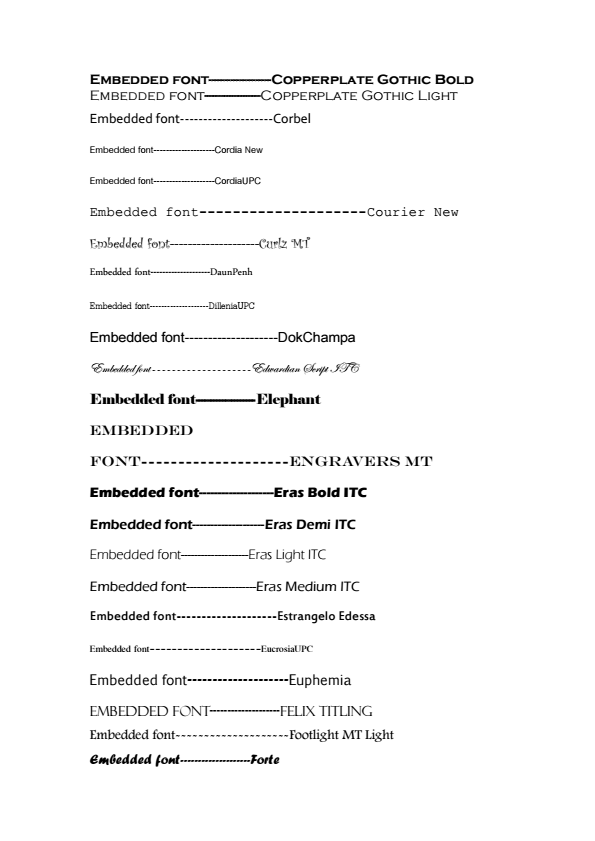 Embedded font--------------------Copperplate Gothic Bold
Embedded font--------------------Copperplate Gothic Light
Embedded font--------------------Corbel
Embedded font--------------------Cordia New
Embedded font--------------------CordiaUPC
Embedded font--------------------Courier New
Embedded font--------------------Curlz MT
Embedded font--------------------DaunPenh
Embedded font--------------------DilleniaUPC
Embedded font--------------------DokChampa
Embedded font--------------------Edwardian Script ITC
Embedded font--------------------Elephant
EMBEDDED
FONT--------------------ENGRAVERS MT
Embedded font--------------------Eras Bold ITC
Embedded font--------------------Eras Demi ITC
Embedded font--------------------Eras Light ITC
Embedded font--------------------Eras Medium ITC
Embedded font--------------------Estrangelo Edessa
Embedded font--------------------EucrosiaUPC
Embedded font--------------------Euphemia
EMBEDDED FONT--------------------FELIX TITLING
Embedded font--------------------Footlight MT Light
Embedded font--------------------Forte